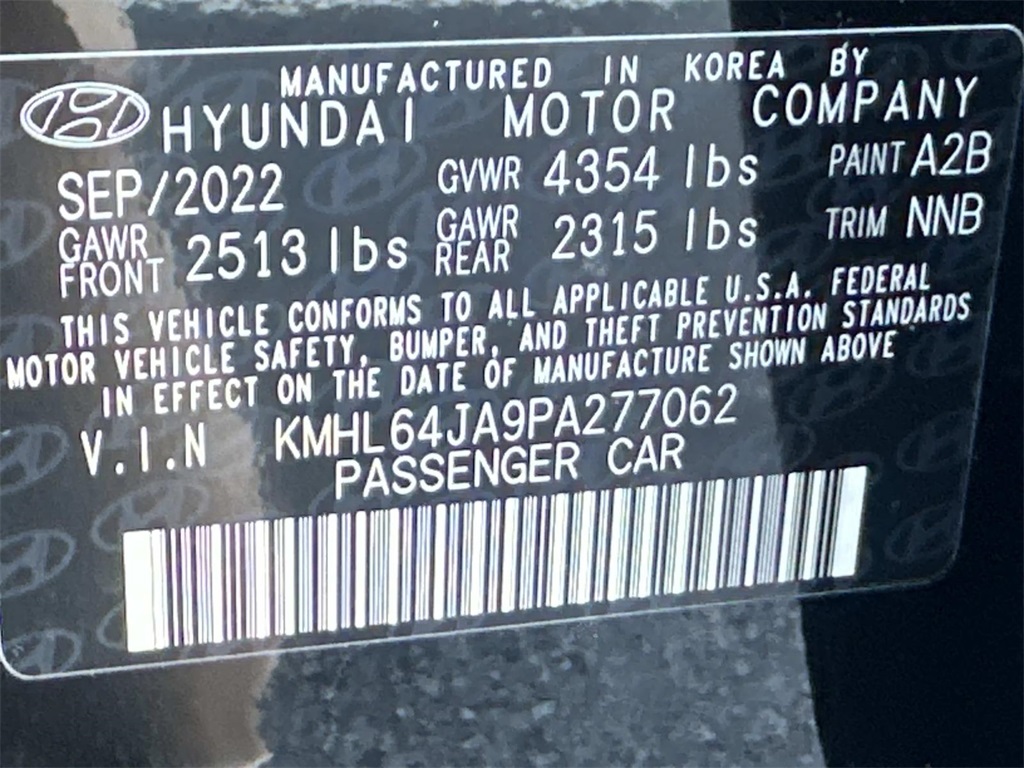 MANUFACTURED IN KOREA BY
HYUNDAI MOTOR COMPANY
SEP/2022 GVWR 4354 lbs PAINT A2B
GAWR FRONT 2513 lbs GAWR REAR 2315 lbs TRIM NNB
THIS VEHICLE CONFORMS TO ALL APPLICABLE U.S.A. FEDERAL
MOTOR VEHICLE SAFETY, BUMPER, AND THEFT PREVENTION STANDARDS
IN EFFECT ON THE DATE OF MANUFACTURE SHOWN ABOVE
V.I.N KMHL64JA9PA277062
PASSENGER CAR